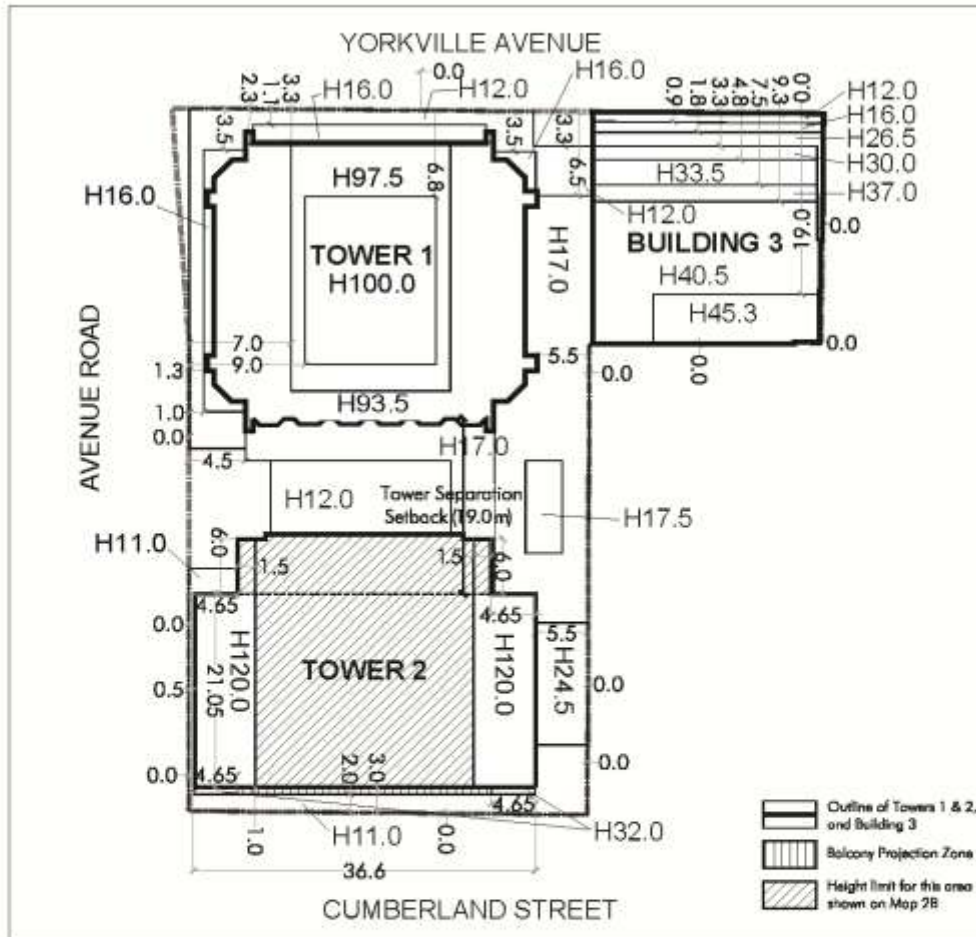 YORKVILLE AVENUE
0.0
H12.0
H16.0
H16.0
3.3
1.1
2.3
3.5
3.5
3.3
6.5
0.9
1.8
3.3
4.8
7.5
9.3
0.0
H12.0
H16.0
H26.5
H30.0
H33.5
H37.0
H16.0
H97.5
6.8
H12.0
TOWER 1
H100.0
H17.0
BUILDING 3
19.0
0.0
H40.5
H45.3
AVENUE ROAD
7.0
9.0
1.3
5.5
0.0
0.0
0.0
H93.5
1.0
0.0
4.5
H17.0
H12.0
Tower Separation
Setback (19.0m)
H17.5
H11.0
6.0
1.5
1.5
6.0
4.65
4.65
5.5
0.0
H120.0
21.05
TOWER 2
H120.0
H24.5
0.5
0.0
0.0
4.65
2.0
3.0
0.0
4.65
H11.0
H32.0
1.0
0.0
36.6
Outline of Towers 1 & 2,
and Building 3
Balcony Projection Zone
Height limit for this area
shown on Map 2B
CUMBERLAND STREET